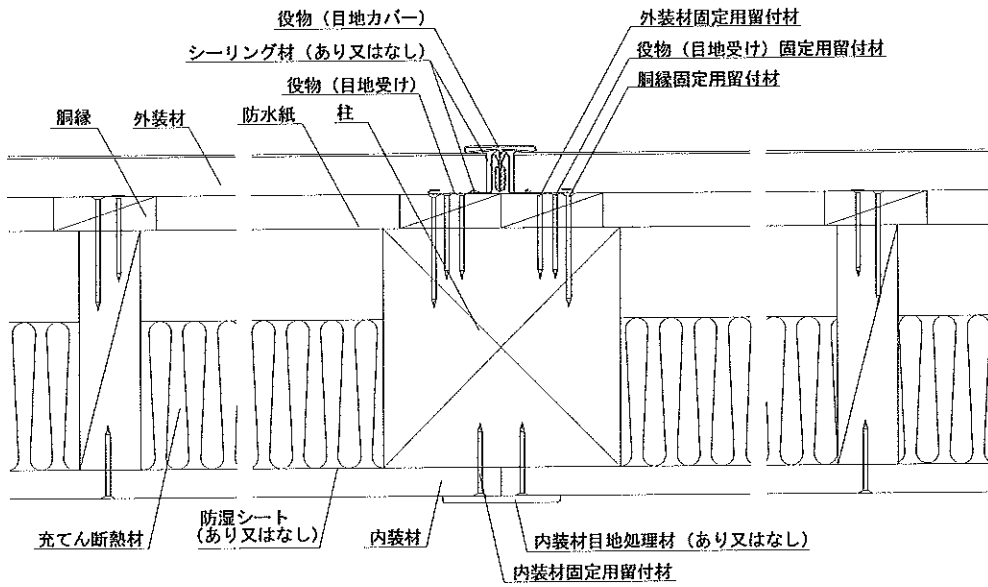 役物（目地カバー）
外装材固定用留付材
シーリング材（あり又はなし）
役物（目地受け）固定用留付材
役物（目地受け）
胴縁固定用留付材
胴縁
外装材
防水紙
柱
充てん断熱材
防湿シート
（あり又はなし）
内装材
内装材目地処理材（あり又はなし）
内装材固定用留付材